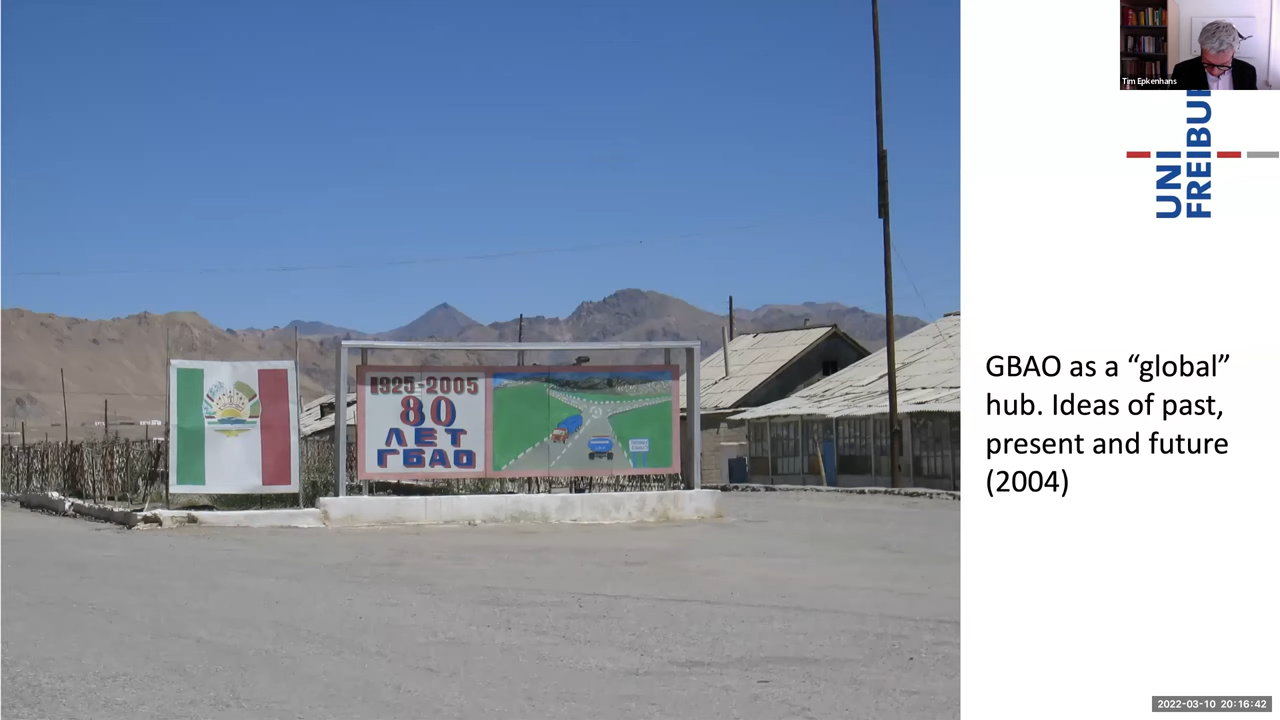 Tim Epkenhans
UNI
FREIBU
1925-2005
80
ЛЕТ
ГБАО
GBAO as a “global”
hub. Ideas of past,
present and future
(2004)
2022-03-10 20:16:42